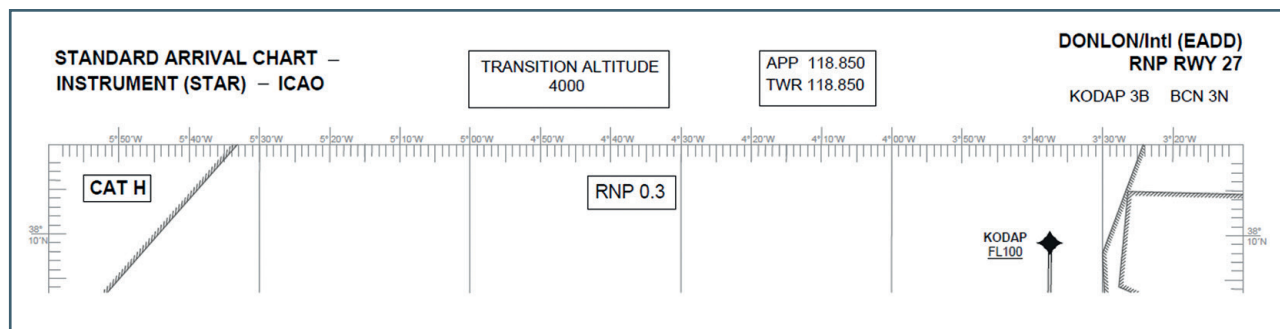 STANDARD ARRIVAL CHART –
INSTRUMENT (STAR) – ICAO
TRANSITION ALTITUDE
4000
APP 118.850
TWR 118.850
DONLON/Intl (EADD)
RNP RWY 27
KODAP 3B BCN 3N
5°50'W 5°40'W 5°30'W 5°20'W 5°10'W 5°00'W 4°50'W 4°40'W 4°30'W 4°20'W 4°10'W 4°00'W 3°50'W 3°40'W 3°30'W 3°20'W
CAT H
RNP 0.3
38°
10'N
KODAP
FL100
38°
10'N